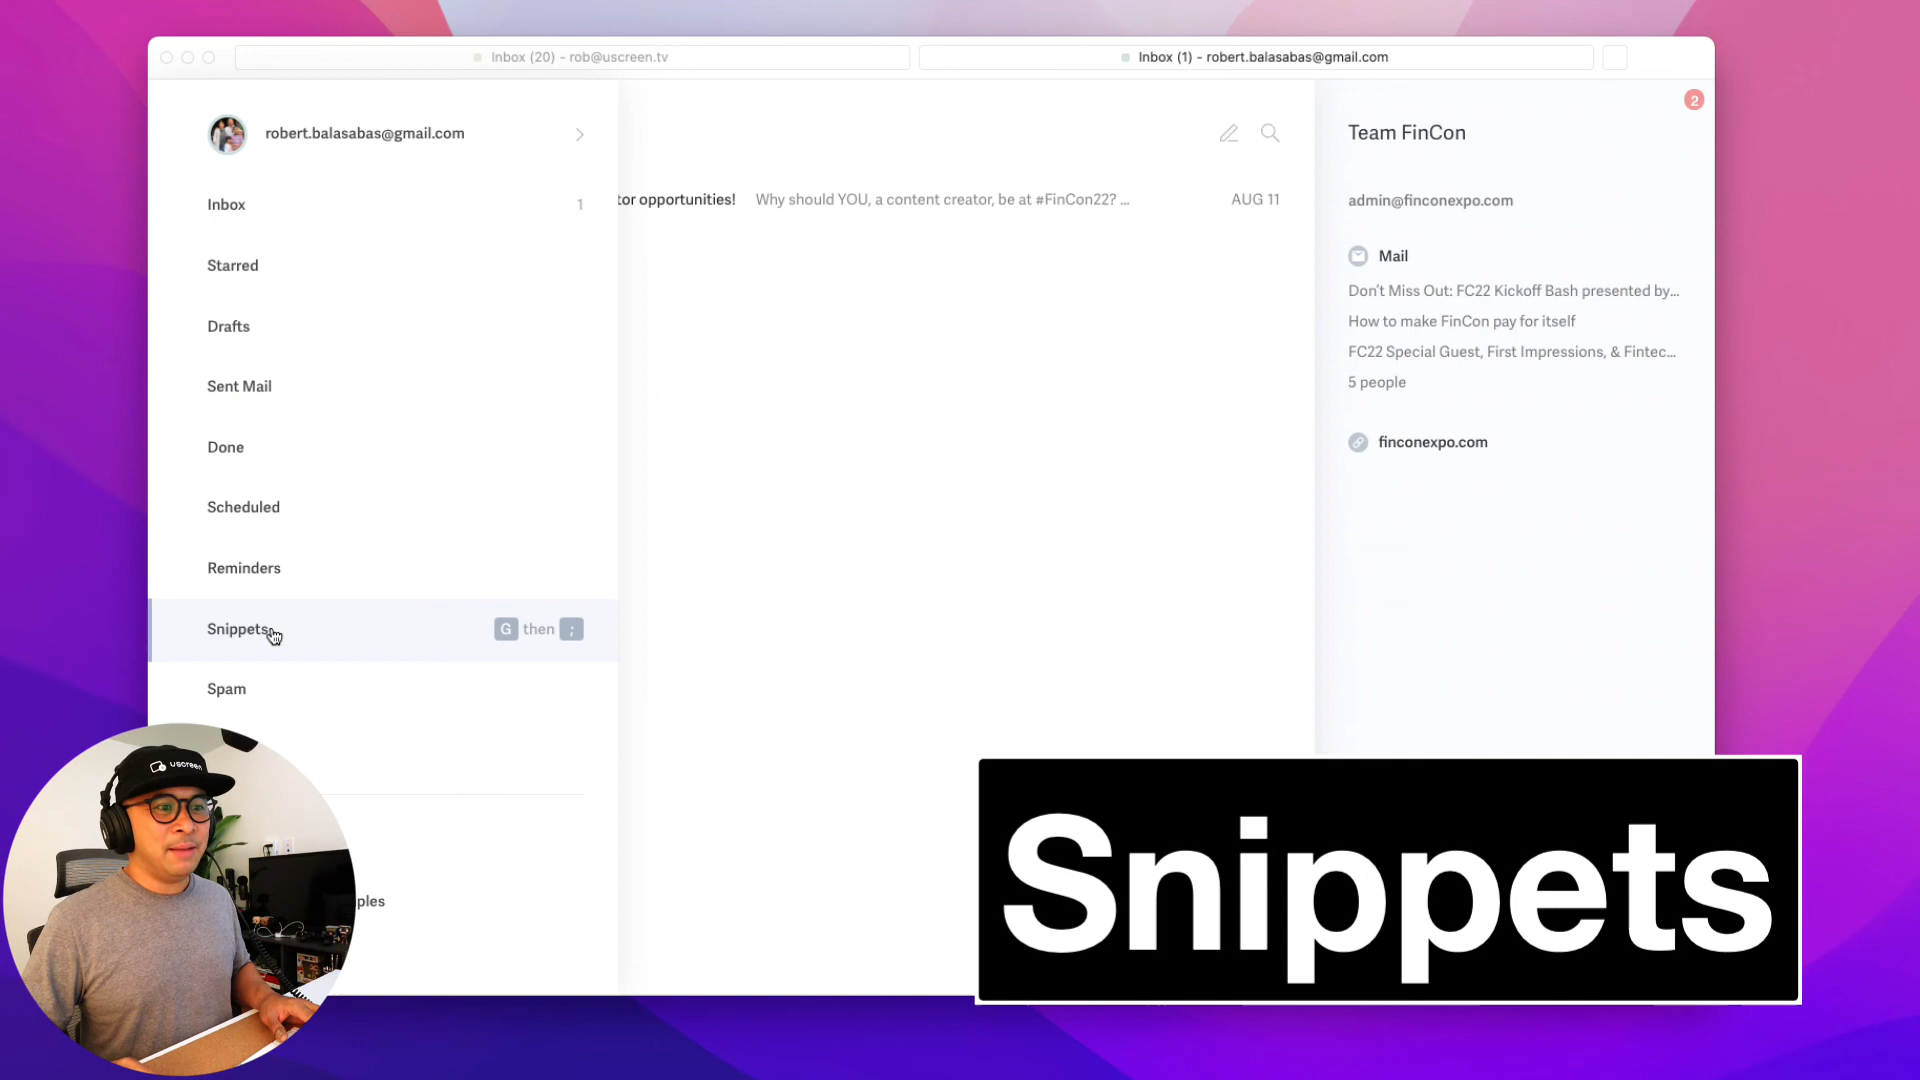 Inbox (20) - rob@uscreen.tv
Inbox (1) - robert.balasabas@gmail.com
2
robert.balasabas@gmail.com
Inbox 1
Starred
Drafts
Sent Mail
Done
Scheduled
Reminders
Snippets G then ;
Spam
ples
tor opportunities! Why should YOU, a content creator, be at #FinCon22? ... AUG 11
Team FinCon
admin@finconexpo.com
Mail
Don't Miss Out: FC22 Kickoff Bash presented by...
How to make FinCon pay for itself
FC22 Special Guest, First Impressions, & Fintec...
5 people
finconexpo.com
uscreen
Snippets